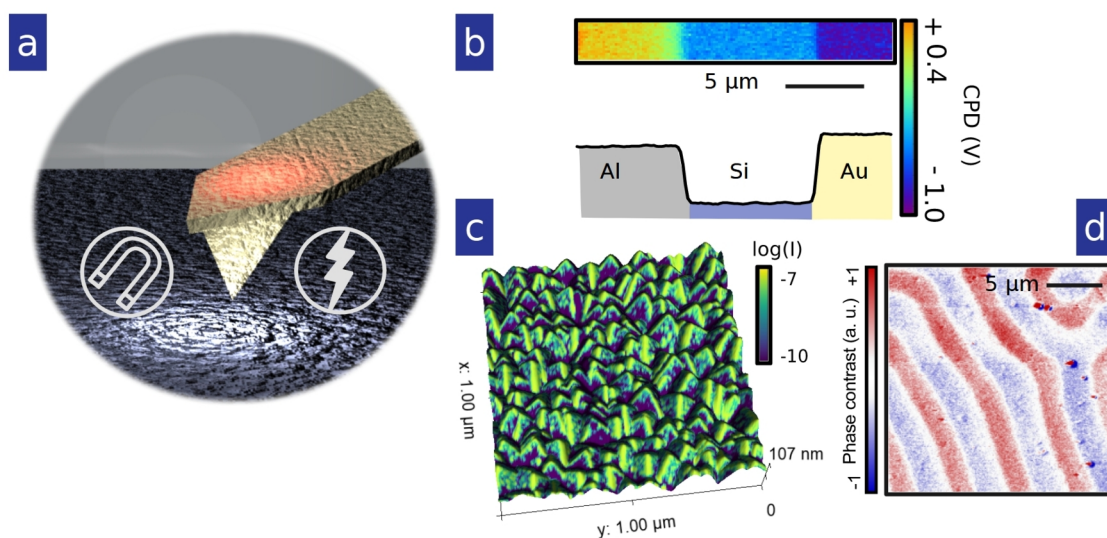 a
b
+ 0.4
CPD (V)
- 1.0
5 μm
Al
Si
Au
c
log(I)
-7
-10
x: 1.00 μm
y: 1.00 μm
107 nm
0
d
5 μm
+1
Phase contrast (a. u.)
-1